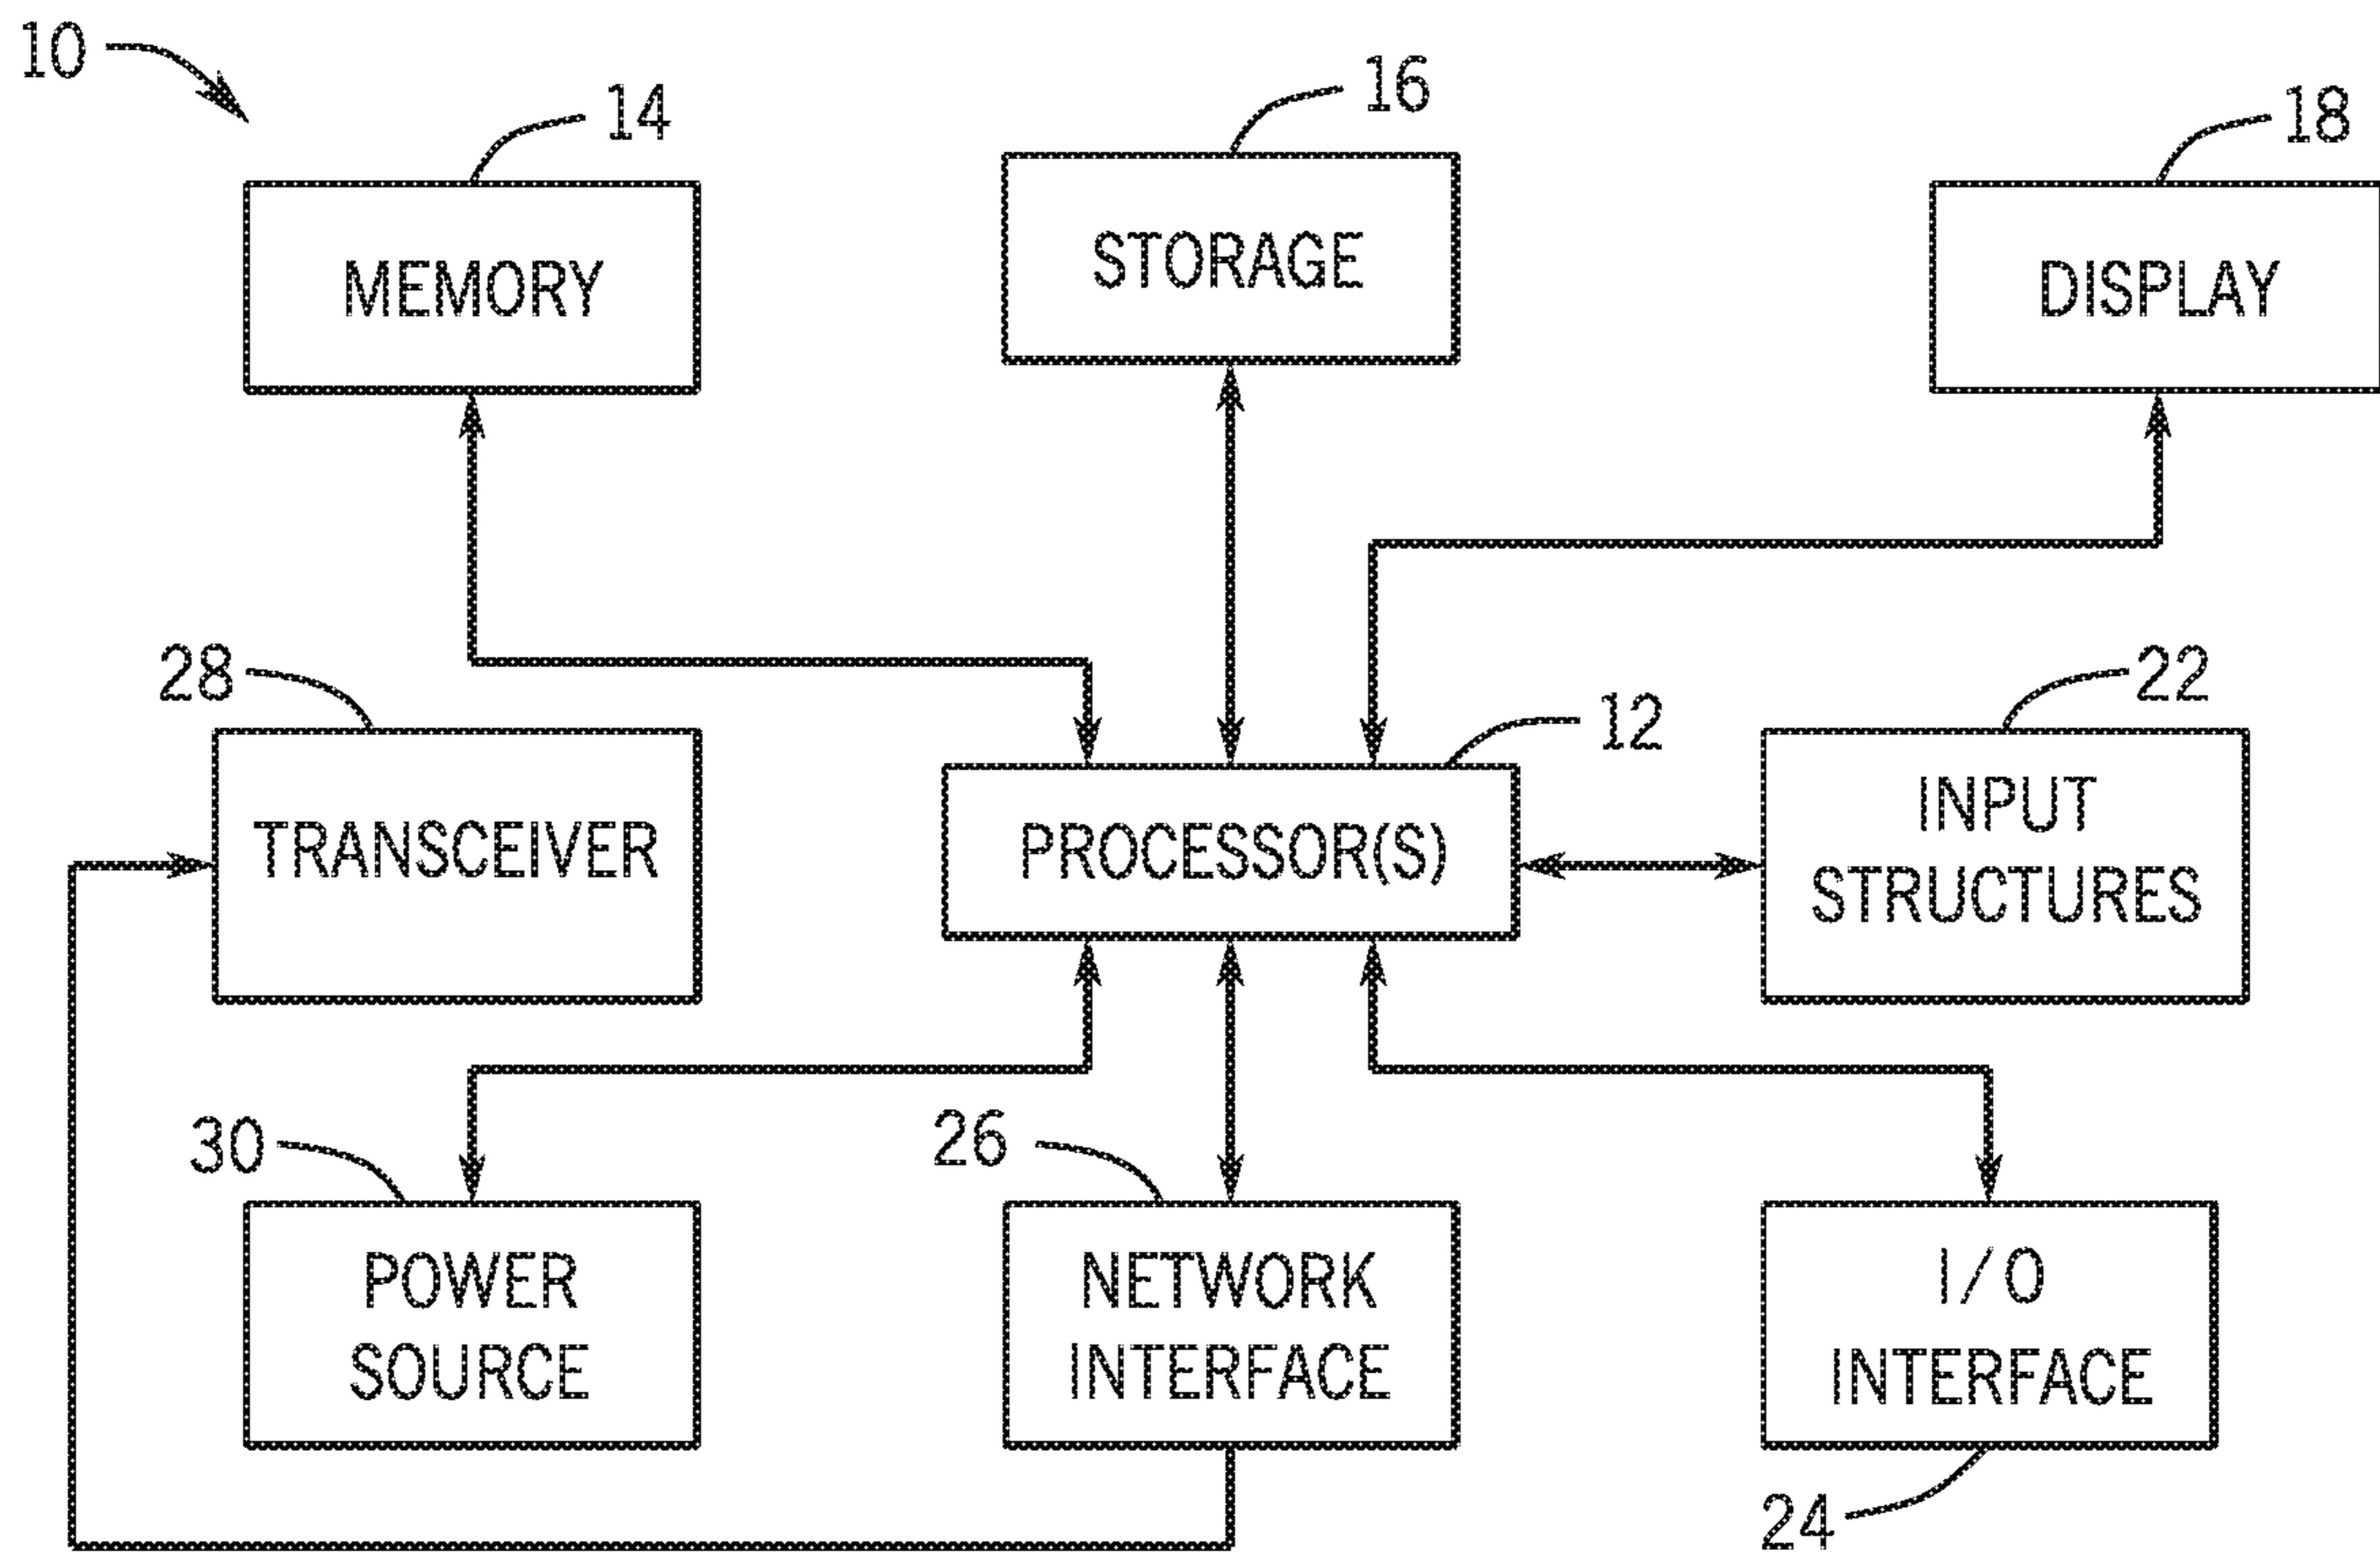 10
14
MEMORY
16
STORAGE
18
DISPLAY
28
TRANSCEIVER
12
PROCESSOR(S)
22
INPUT
STRUCTURES
30
POWER
SOURCE
26
NETWORK
INTERFACE
I/O
INTERFACE
24